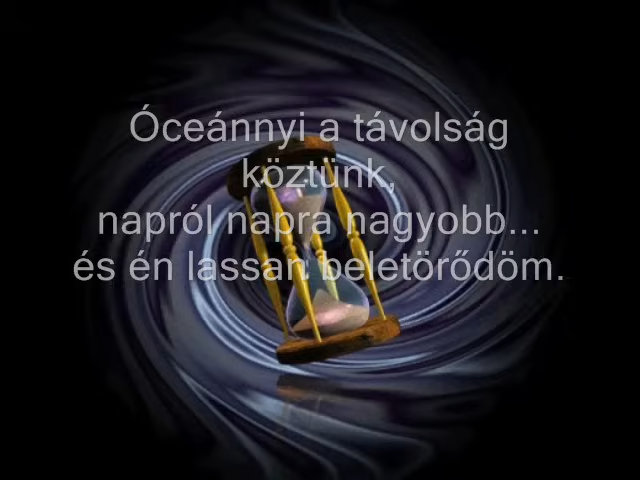 Óceánnyi a távolság
köztünk,
napról napra nagyobb...
és én lassan beletörődöm.